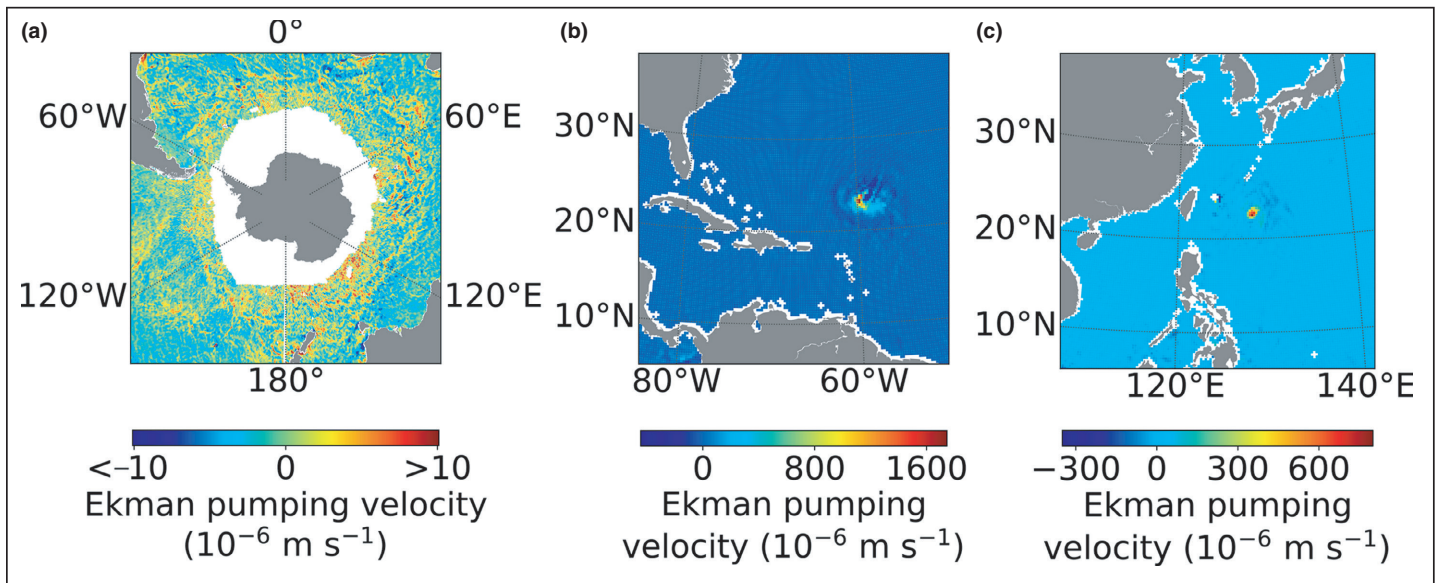 (a)
0°
60°W
60°E
120°W
120°E
180°
<–10
0
>10
Ekman pumping velocity
(10⁻⁶ m s⁻¹)
(b)
30°N
20°N
10°N
80°W
60°W
0
800
1600
Ekman pumping
velocity (10⁻⁶ m s⁻¹)
(c)
30°N
20°N
10°N
120°E
140°E
−300
0
300
600
Ekman pumping
velocity (10⁻⁶ m s⁻¹)